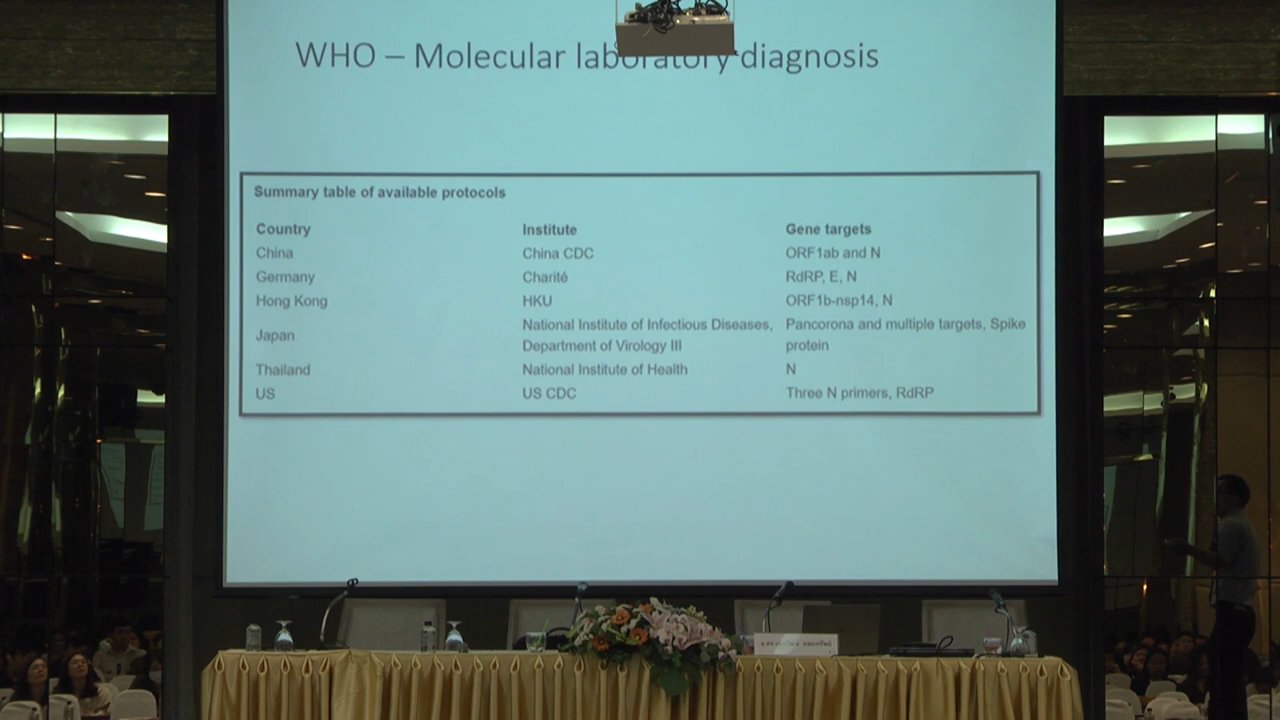 WHO – Molecular laboratory diagnosis
Summary table of available protocols
Country Institute Gene targets
China China CDC ORF1ab and N
Germany Charité RdRP, E, N
Hong Kong HKU ORF1b-nsp14, N
Japan National Institute of Infectious Diseases, Department of Virology III Pancorona and multiple targets, Spike protein
Thailand National Institute of Health N
US US CDC Three N primers, RdRP